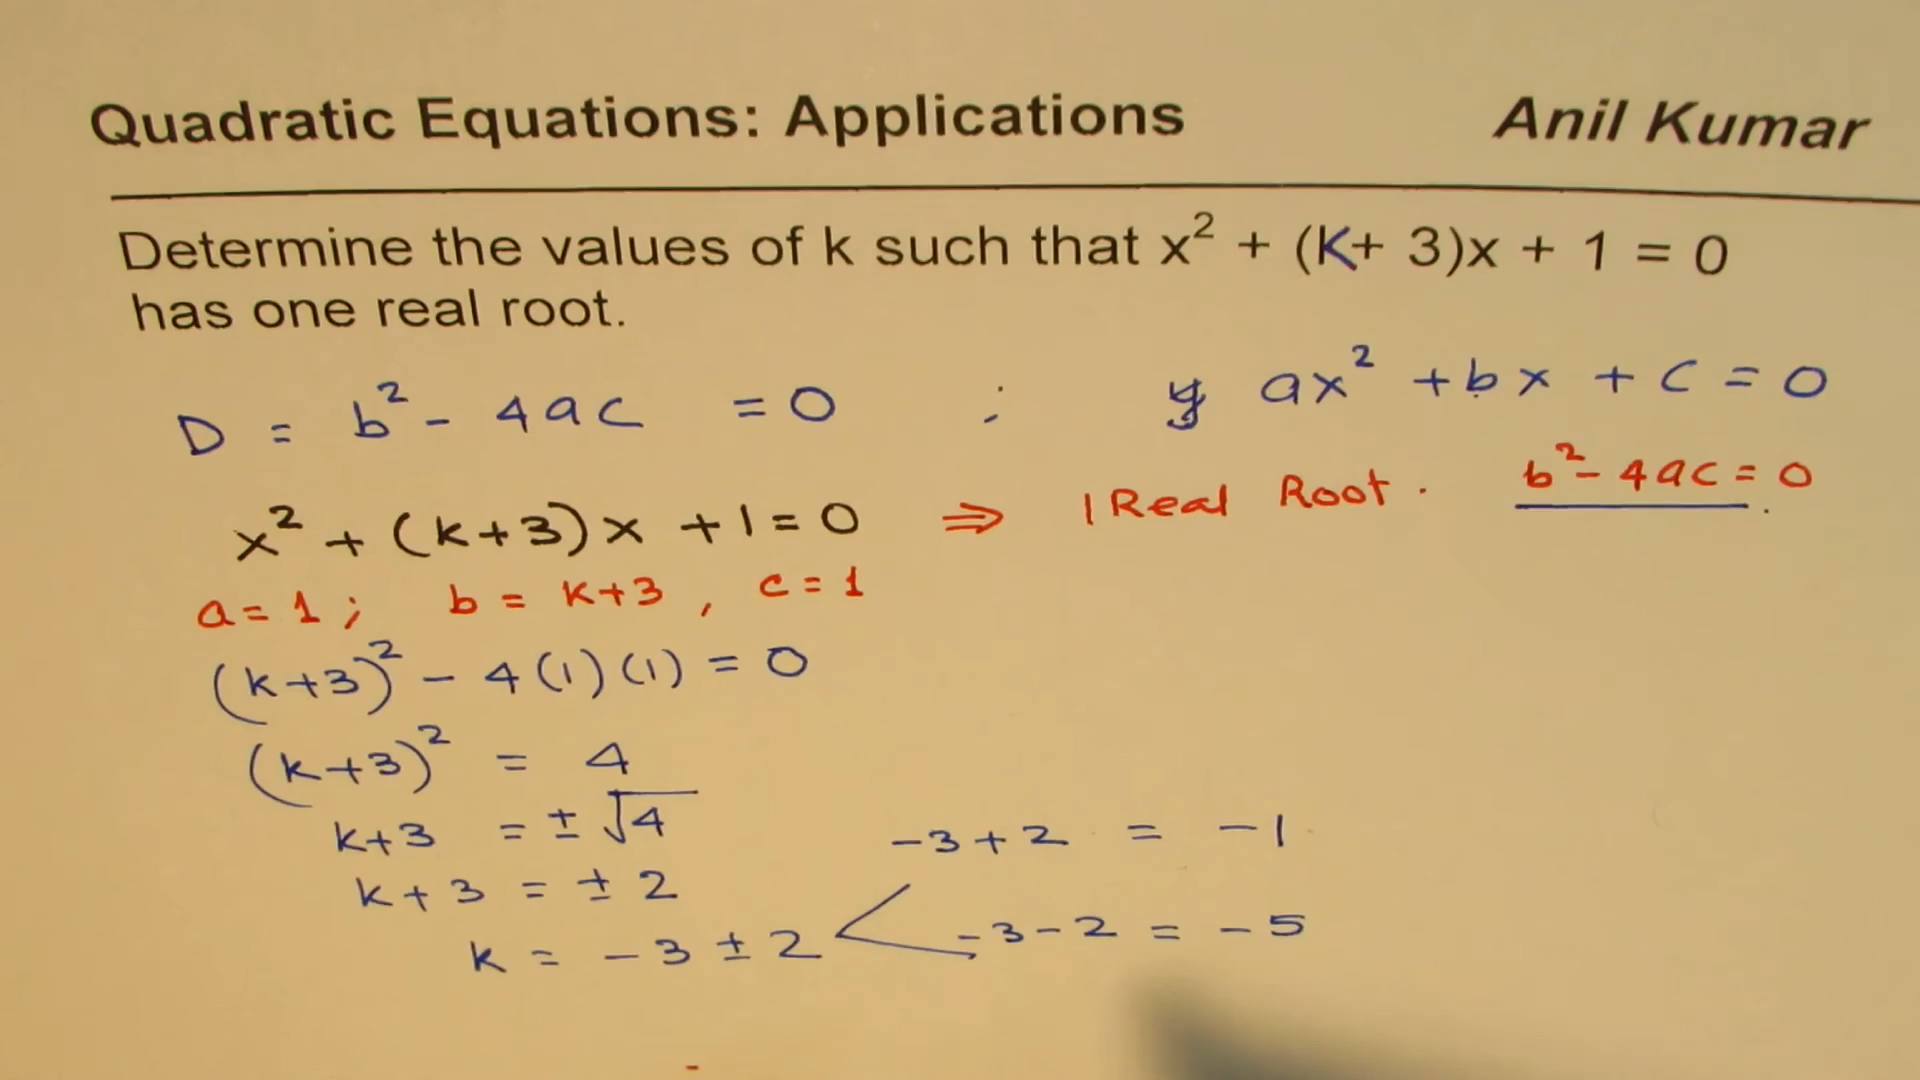 Quadratic Equations: Applications Anil Kumar
Determine the values of k such that x² + (K+ 3)x + 1 = 0
has one real root.
D = b² - 4ac = 0 ; ax² + bx + c = 0
x² + (k+3)x + 1 = 0 ⇒ 1 Real Root. b² - 4ac = 0.
a = 1; b = k+3, c = 1
(k+3)² - 4(1)(1) = 0
(k+3)² = 4
k+3 = ± √4
k+3 = ± 2
-3+2 = -1
k = -3 ± 2
-3-2 = -5